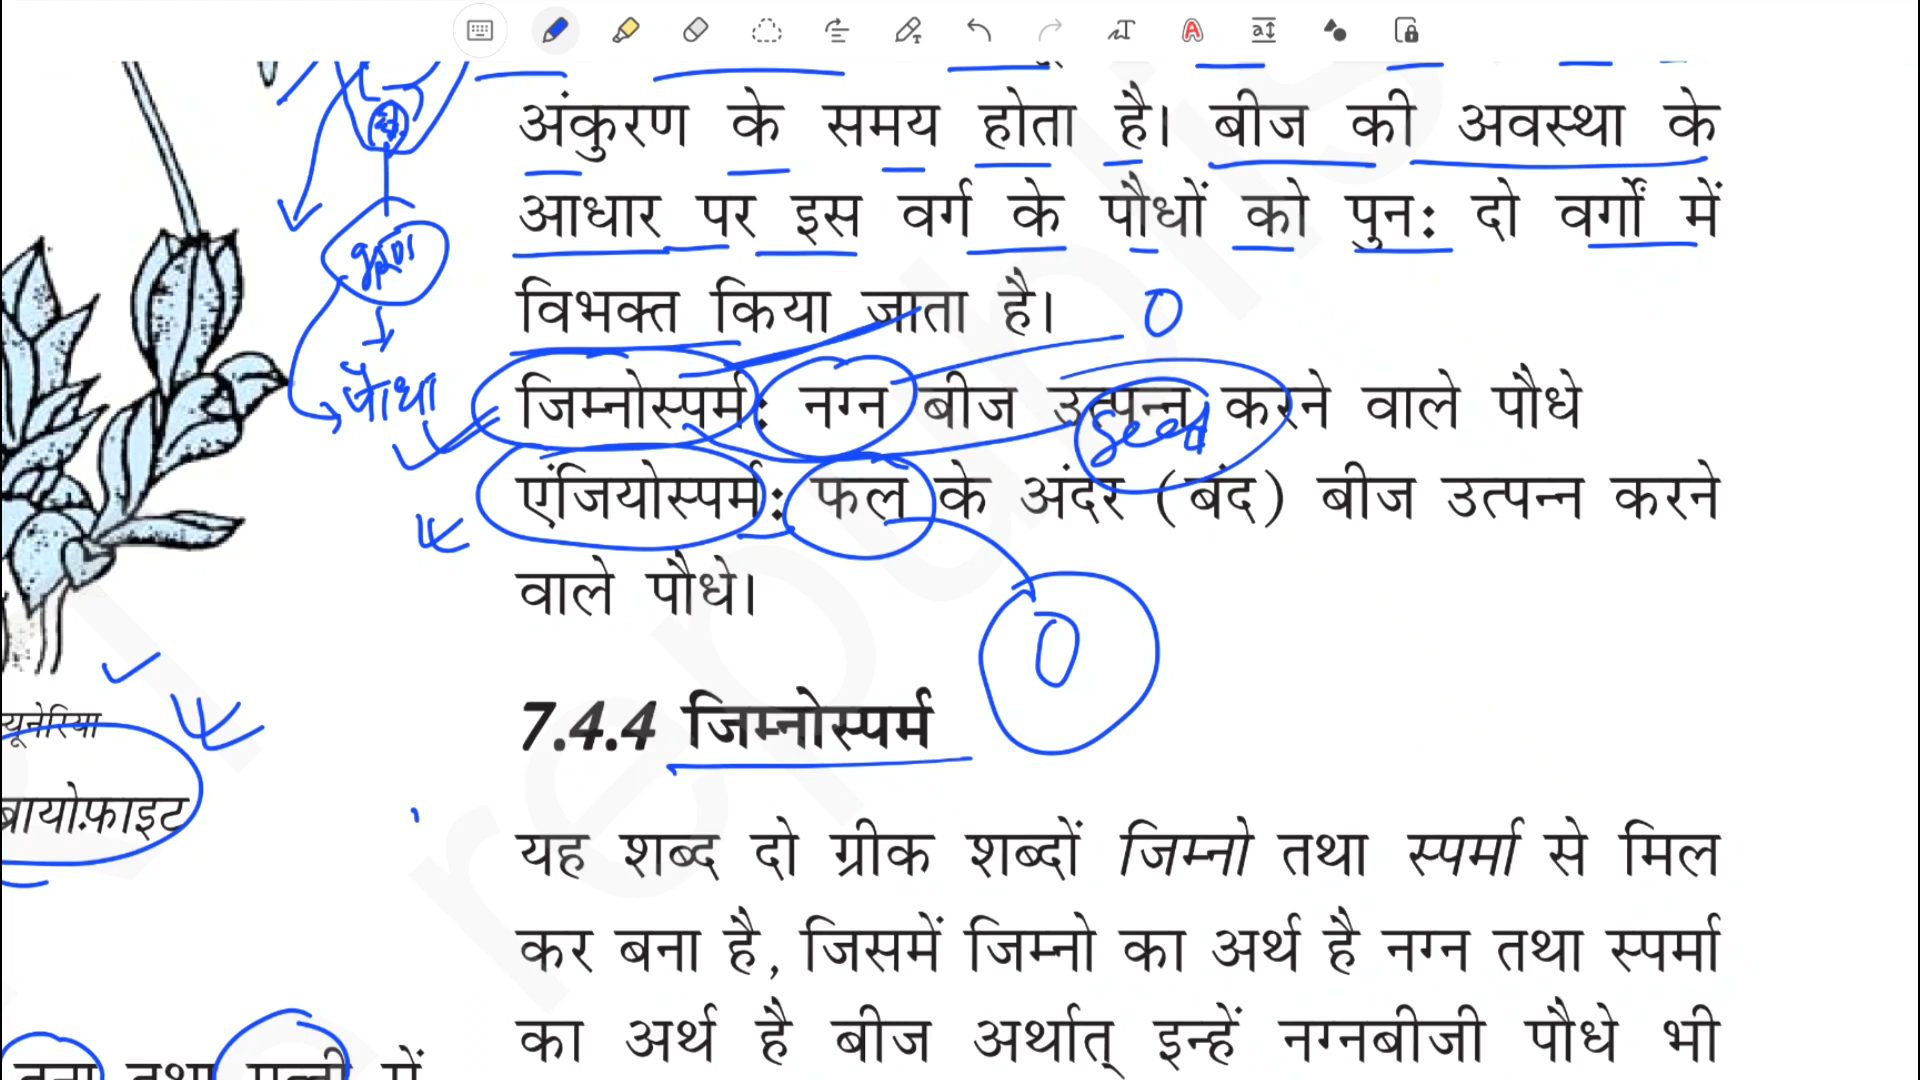 अंकुरण के समय होता है। बीज की अवस्था के
आधार पर इस वर्ग के पौधों को पुनः दो वर्गों में
विभक्त किया जाता है।
जिम्नोस्पर्म: नग्न बीज उत्पन्न करने वाले पौधे
seed
एंजियोस्पर्म: फल के अंदर (बंद) बीज उत्पन्न करने
वाले पौधे।
भ्रूण
पौधा
7.4.4 जिम्नोस्पर्म
यह शब्द दो ग्रीक शब्दों जिम्नो तथा स्पर्मा से मिल
कर बना है, जिसमें जिम्नो का अर्थ है नग्न तथा स्पर्मा
का अर्थ है बीज अर्थात् इन्हें नग्नबीजी पौधे भी
यूनेरिया
ब्रायोफ़ाइट
तथा
में
republis